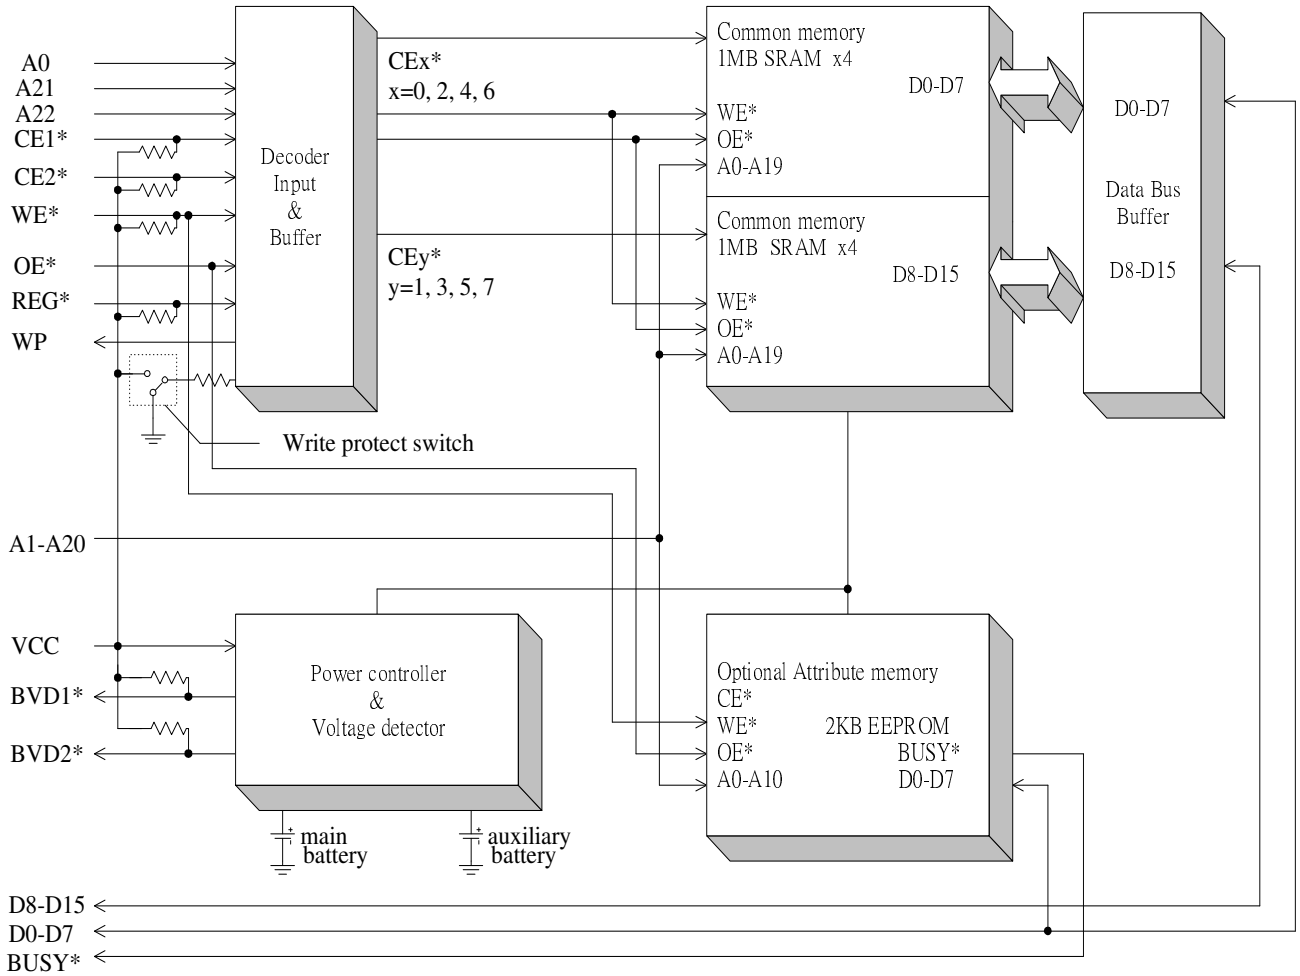 A0
A21
A22
CE1*
CE2*
WE*
OE*
REG*
WP
Decoder
Input
&
Buffer
CEx*
x=0, 2, 4, 6
CEy*
y=1, 3, 5, 7
Common memory
1MB SRAM x4
D0-D7
WE*
OE*
A0-A19
Common memory
1MB SRAM x4
D8-D15
WE*
OE*
A0-A19
D0-D7
Data Bus
Buffer
D8-D15
Write protect switch
A1-A20
VCC
BVD1*
BVD2*
Power controller
&
Voltage detector
+ main
battery
+ auxiliary
battery
Optional Attribute memory
CE*
WE* 2KB EEPROM
OE* BUSY*
A0-A10 D0-D7
D8-D15
D0-D7
BUSY*